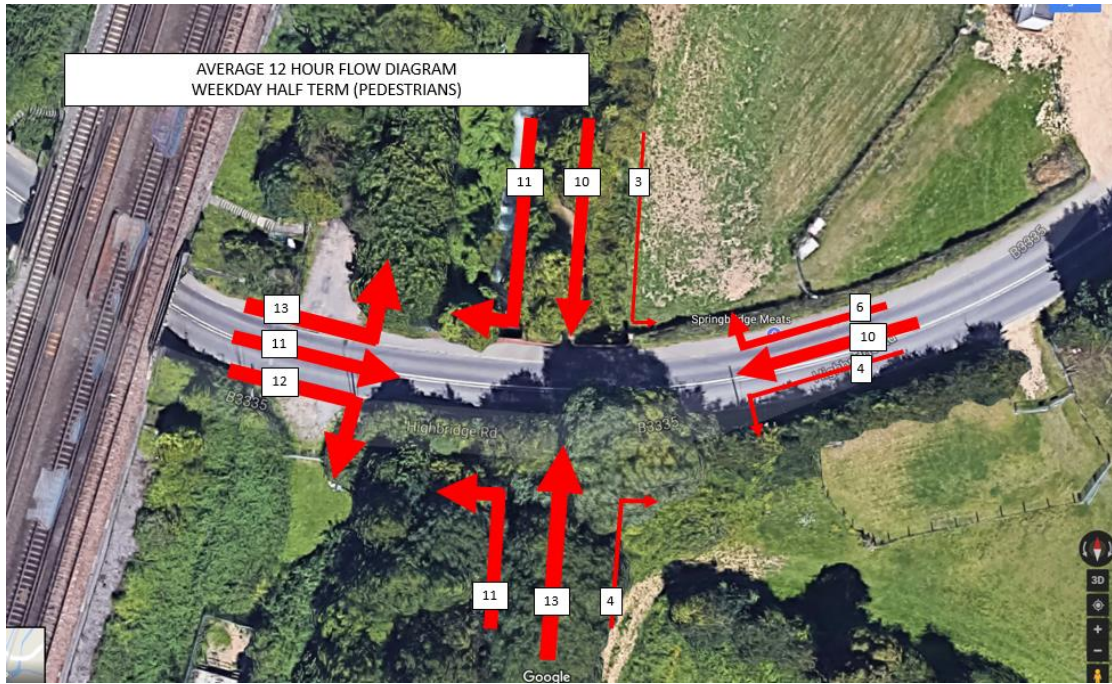 AVERAGE 12 HOUR FLOW DIAGRAM
WEEKDAY HALF TERM (PEDESTRIANS)
11
10
3
B3335
13
6
Springbridge Meats
11
10
4
12
B3335
Highbridge Rd
B3335
11
13
4
3D
Google